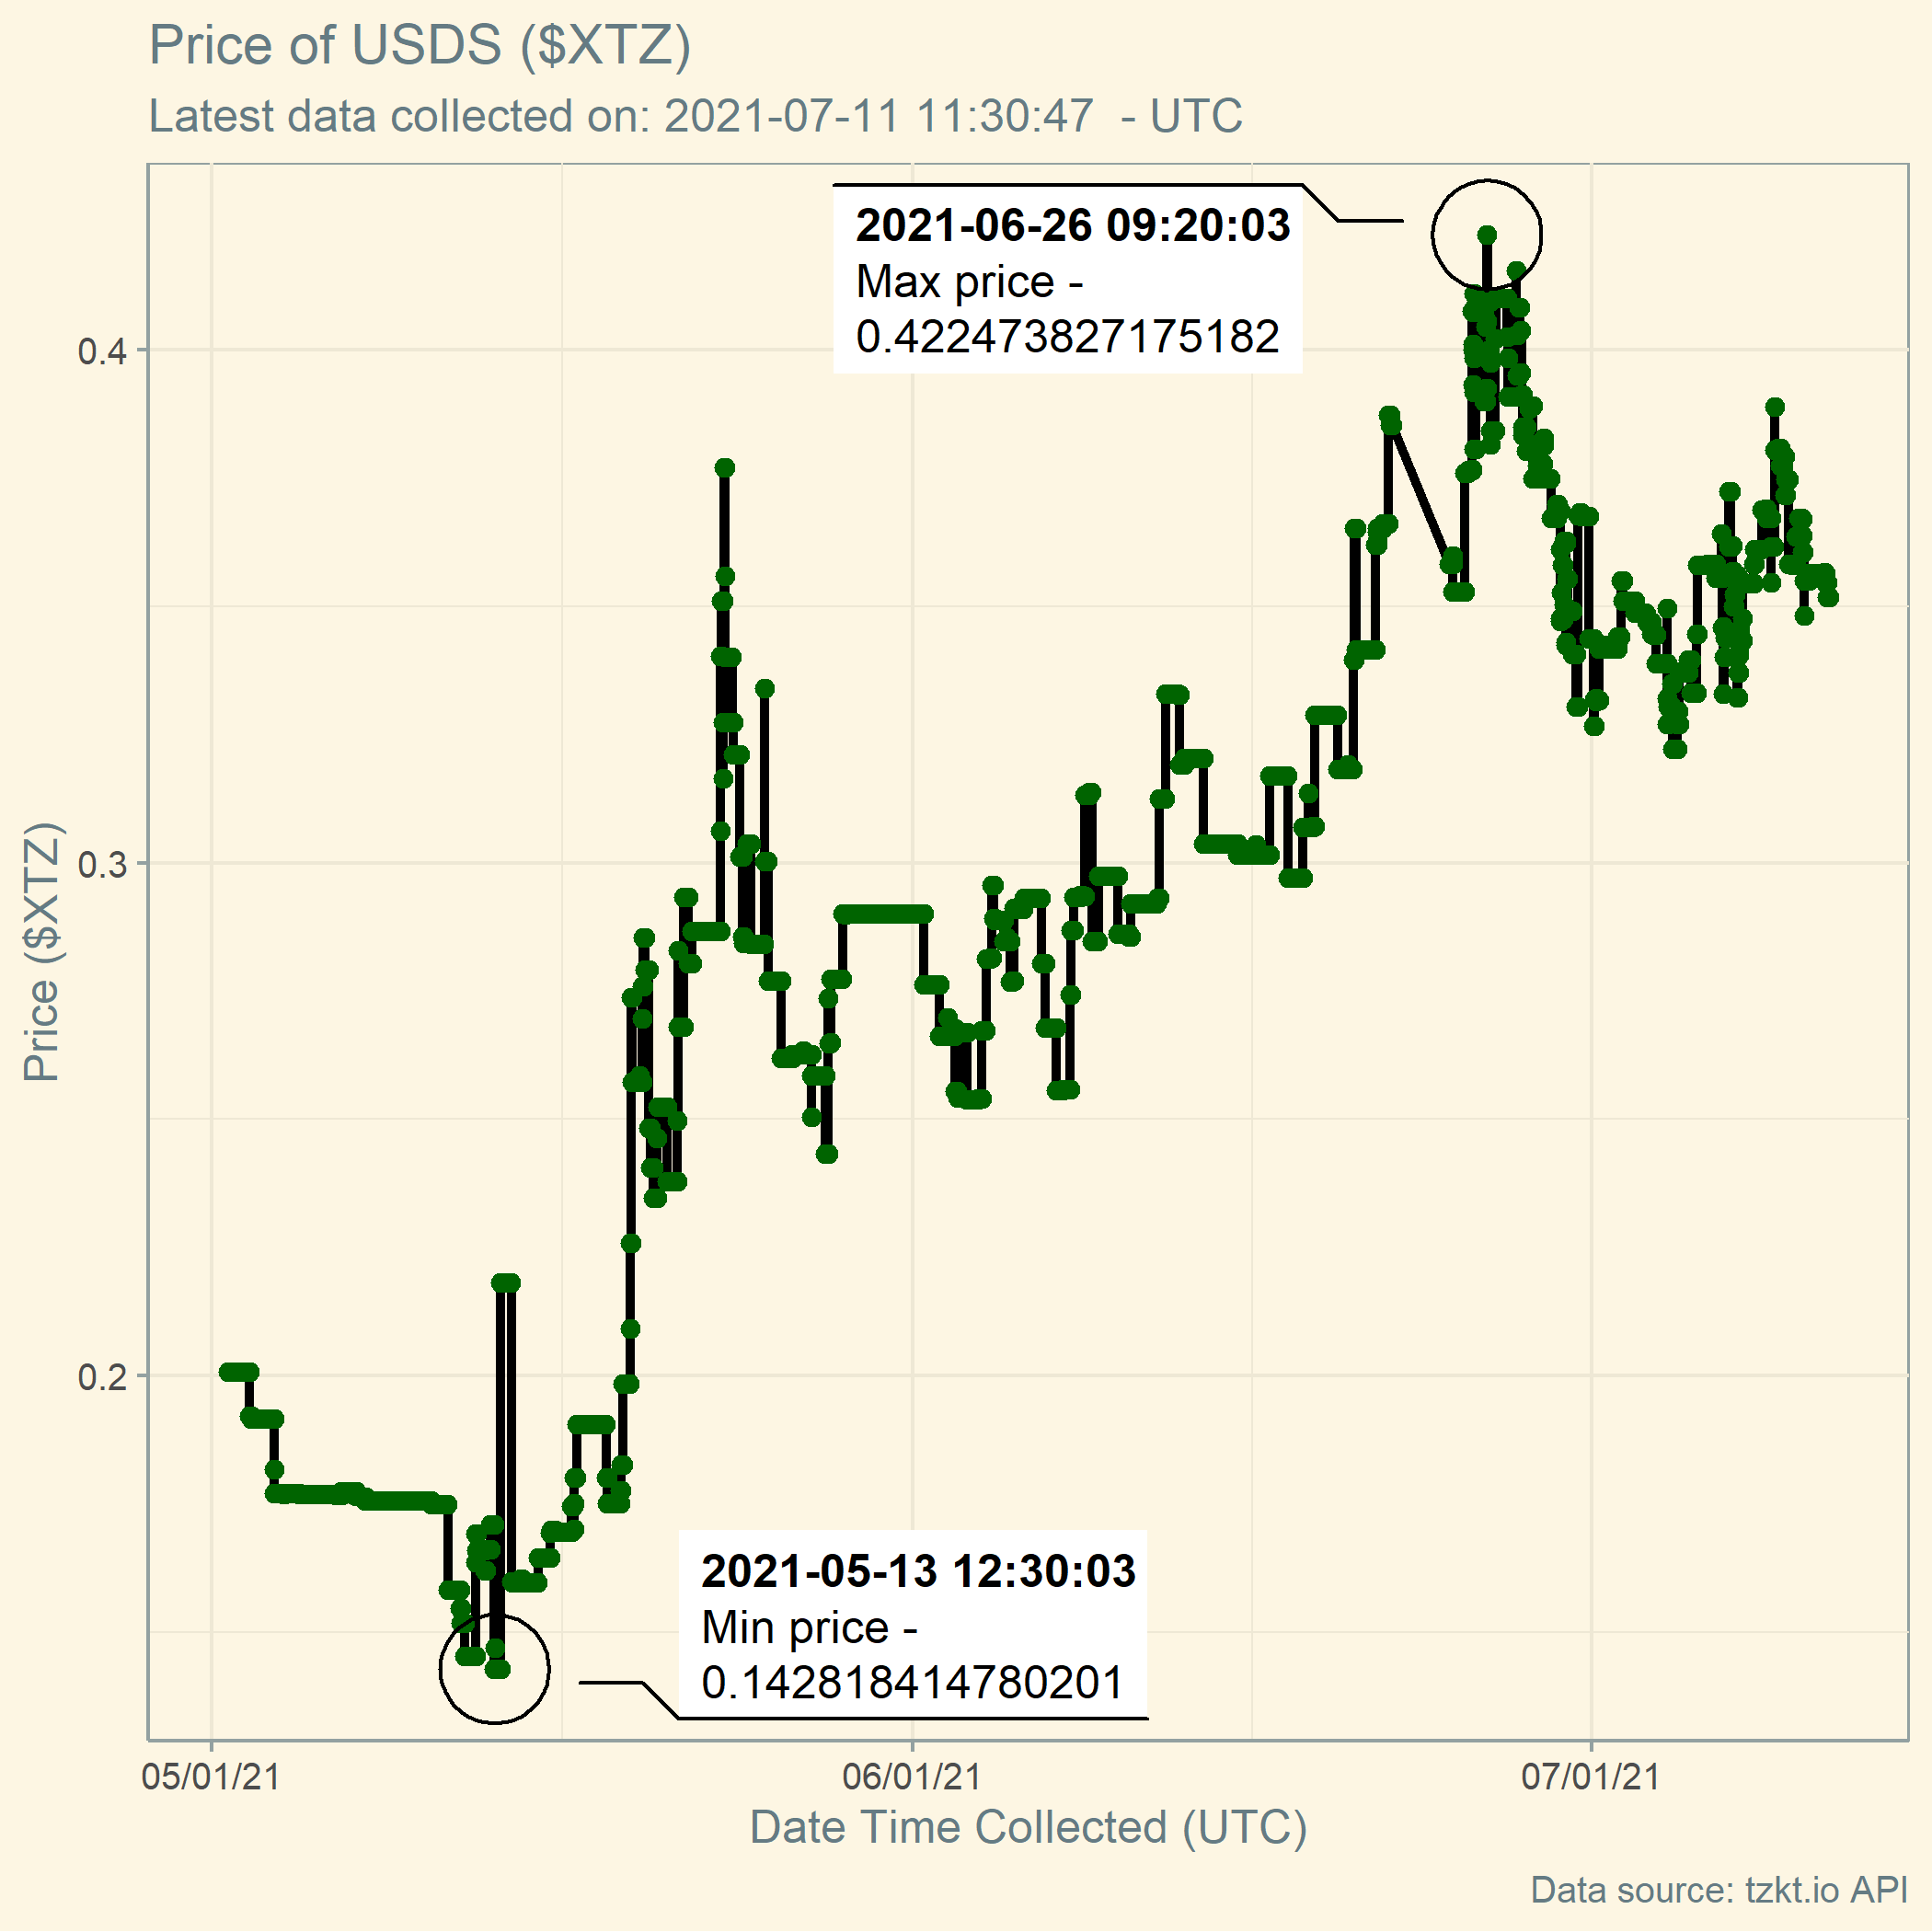 Price of USDS ($XTZ)
Latest data collected on: 2021-07-11 11:30:47  - UTC
2021-06-26 09:20:03
Max price -
0.422473827175182
0.4
0.3
0.2
Price ($XTZ)
2021-05-13 12:30:03
Min price -
0.142818414780201
05/01/21
06/01/21
07/01/21
Date Time Collected (UTC)
Data source: tzkt.io API